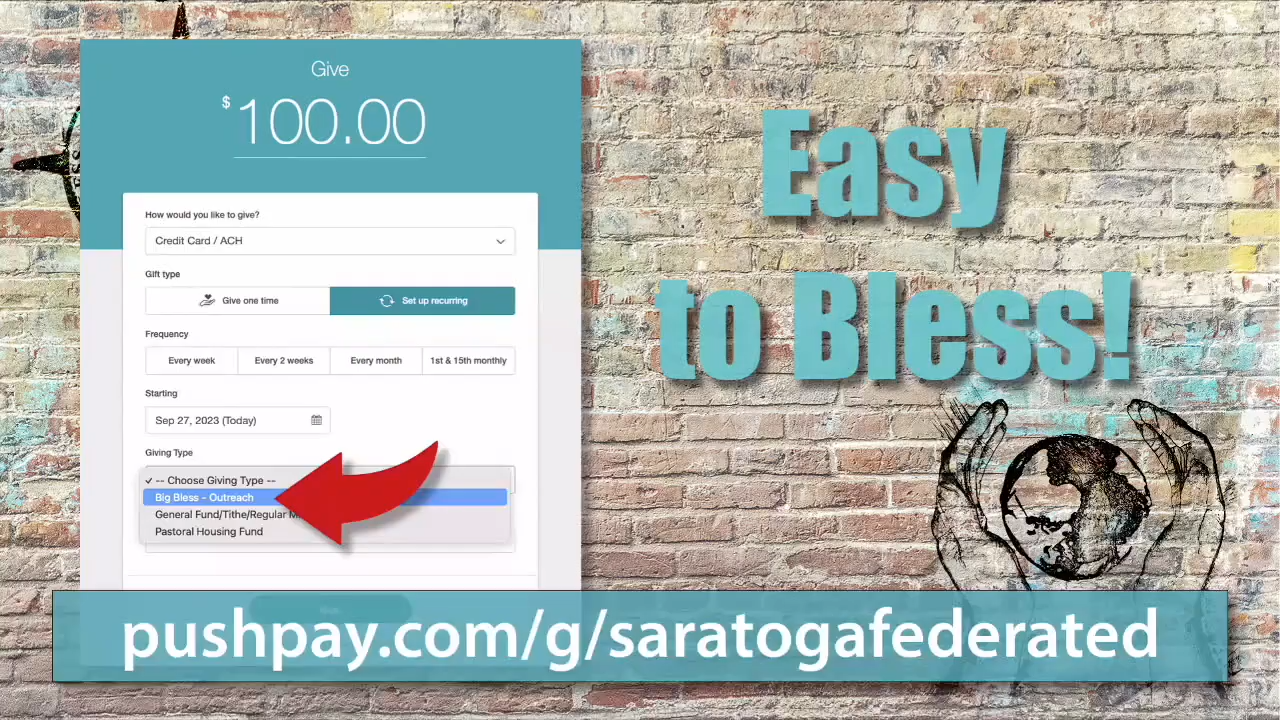 Give
$100.00
How would you like to give?
Credit Card / ACH
Gift type
Give one time
Set up recurring
Frequency
Every week
Every 2 weeks
Every month
1st & 15th monthly
Starting
Sep 27, 2023 (Today)
Giving Type
-- Choose Giving Type --
Big Bless - Outreach
General Fund/Tithe/Regular
Pastoral Housing Fund
Easy
to Bless!
pushpay.com/g/saratogafederated